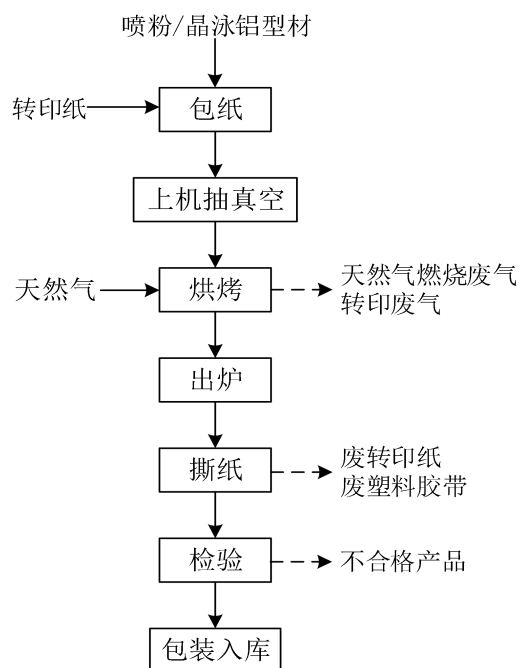 喷粉/晶泳铝型材
转印纸
包纸
上机抽真空
天然气
烘烤
天然气燃烧废气
转印废气
出炉
撕纸
废转印纸
废塑料胶带
检验
不合格产品
包装入库